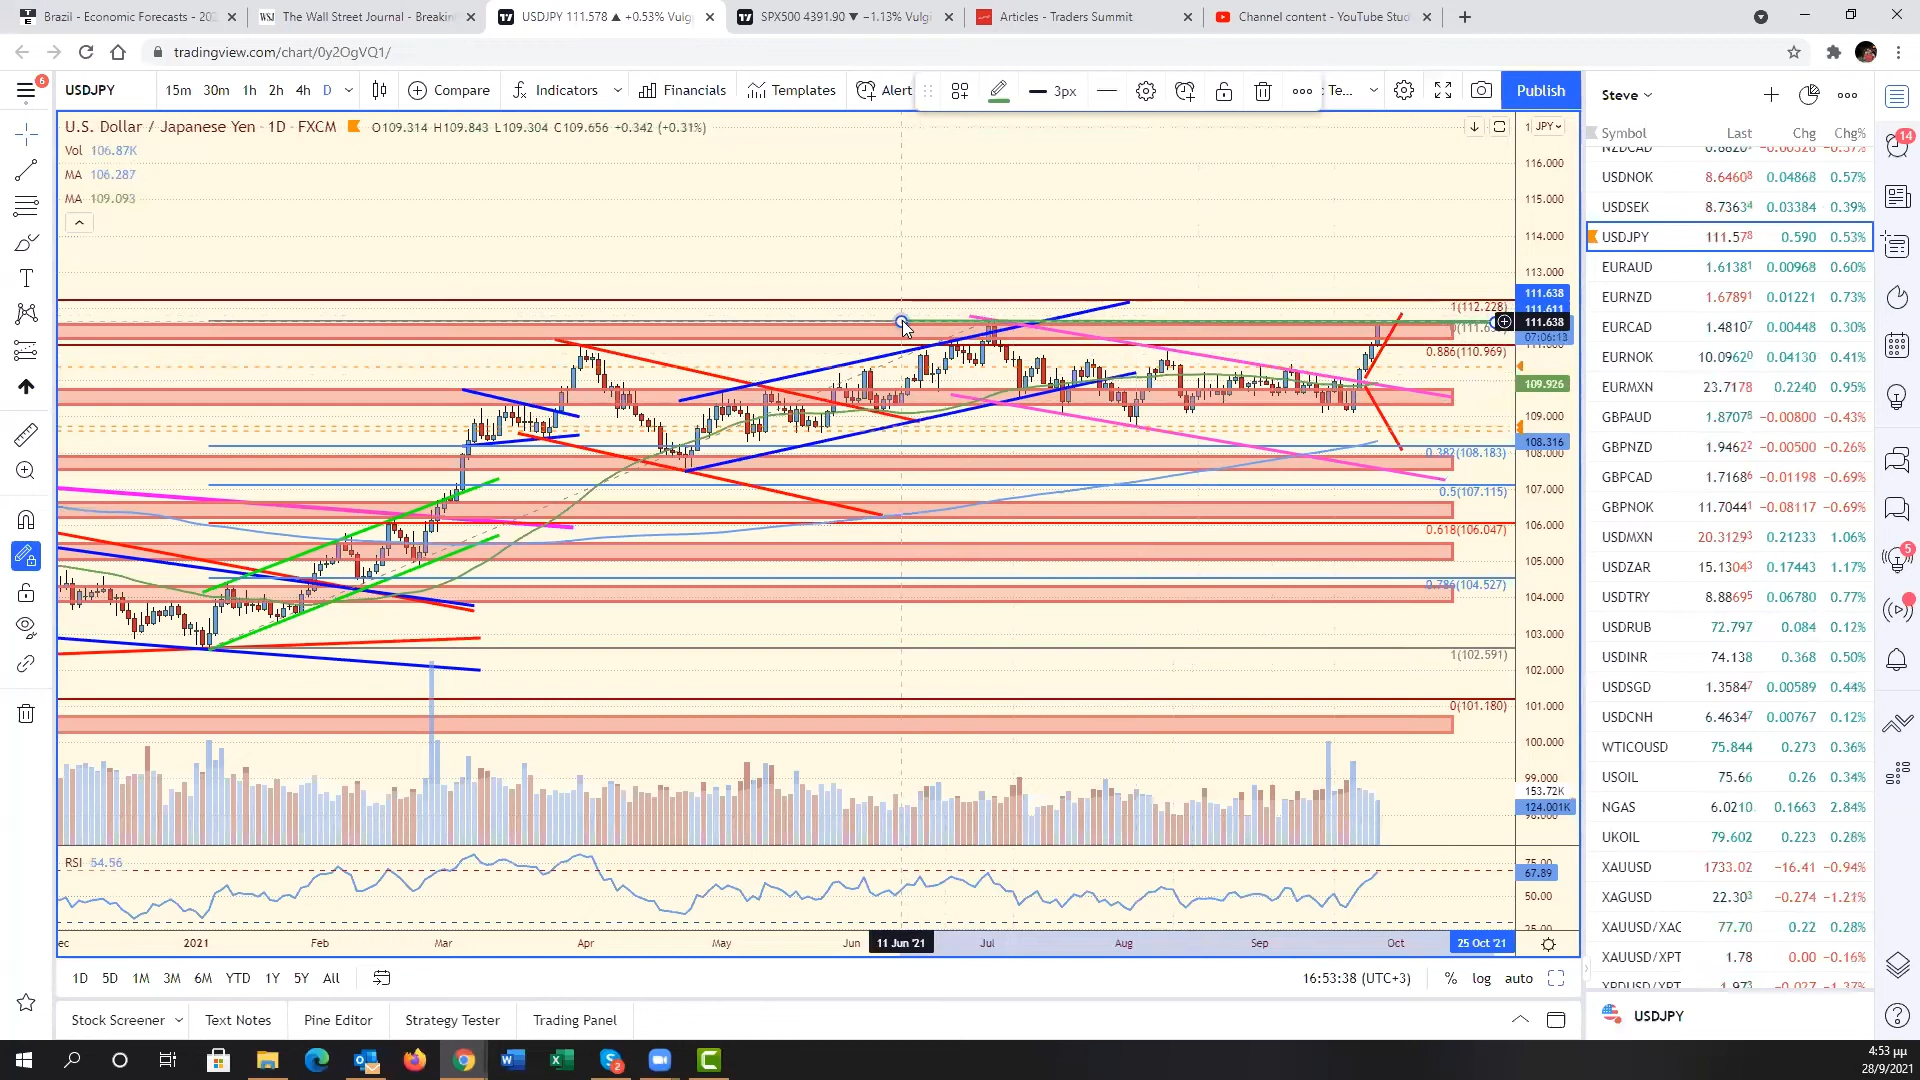 Brazil - Economic Forecasts - 20
The Wall Street Journal - Breakin
USDJPY 111.578 ▲ +0.53% Vulg
SPX500 4391.90 ▼ −1.13% Vulgi
Articles - Traders Summit
Channel content - YouTube Stud
tradingview.com/chart/0y2OgVQ1/
6
USDJPY 15m 30m 1h 2h 4h D Compare Indicators Financials Templates Alert 3px Te... Publish
U.S. Dollar / Japanese Yen · 1D · FXCM O109.314 H109.843 L109.304 C109.656 +0.342 (+0.31%)
Vol 106.87K
MA 106.287
MA 109.093
JPY
116.000
115.000
114.000
113.000
111.638
1(112.228)
111.611
111.638
07:06:13
0.886(110.969)
109.926
109.000
108.316
0.382(108.183)
108.000
0.5(107.115)
107.000
106.000
0.618(106.047)
105.000
0.786(104.527)
104.000
103.000
1(102.591)
102.000
0(101.180)
101.000
100.000
99.000
153.72K
124.001K
RSI 54.56
75.00
67.89
50.00
25.00
ec 2021 Feb Mar Apr May Jun 11 Jun '21 Jul Aug Sep Oct 25 Oct '21
1D 5D 1M 3M 6M YTD 1Y 5Y All
16:53:38 (UTC+3) % log auto
Stock Screener Text Notes Pine Editor Strategy Tester Trading Panel
Steve
Symbol Last Chg Chg%
USDNOK 8.64608 0.04868 0.57%
USDSEK 8.73634 0.03384 0.39%
USDJPY 111.578 0.590 0.53%
EURAUD 1.61381 0.00968 0.60%
EURNZD 1.67891 0.01221 0.73%
EURCAD 1.48107 0.00448 0.30%
EURNOK 10.09620 0.04130 0.41%
EURMXN 23.7178 0.2240 0.95%
GBPAUD 1.87078 −0.00800 −0.43%
GBPNZD 1.94622 −0.00500 −0.26%
GBPCAD 1.71686 −0.01198 −0.69%
GBPNOK 11.70441 −0.08117 −0.69%
USDMXN 20.31293 0.21233 1.06%
USDZAR 15.13043 0.17443 1.17%
USDTRY 8.88695 0.06780 0.77%
USDRUB 72.797 0.084 0.12%
USDINR 74.138 0.368 0.50%
USDSGD 1.35847 0.00589 0.44%
USDCNH 6.46347 0.00767 0.12%
WTICOUSD 75.844 0.273 0.36%
USOIL 75.66 0.26 0.34%
NGAS 6.0210 0.1663 2.84%
UKOIL 79.602 0.223 0.28%
XAUUSD 1733.02 −16.41 −0.94%
XAGUSD 22.303 −0.274 −1.21%
XAUUSD/XAG 77.70 0.22 0.28%
XAUUSD/XPT 1.78 0.00 −0.16%
USDJPY
14
5
4:53 μμ
28/9/2021